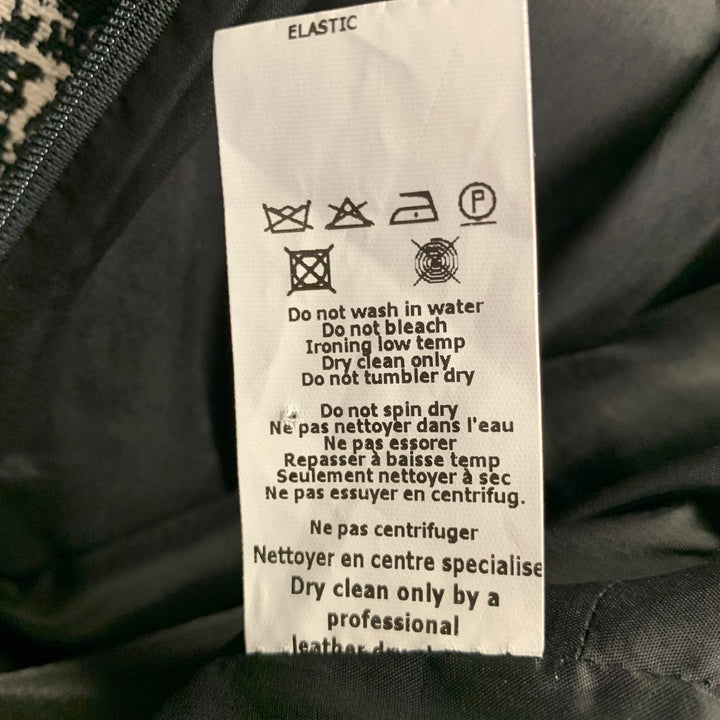 ELASTIC
P
Do not wash in water
Do not bleach
Ironing low temp
Dry clean only
Do not tumbler dry
Do not spin dry
Ne pas nettoyer dans l'eau
Ne pas essorer
Repasser à baisse temp
Seulement nettoyer à sec
Ne pas essuyer en centrifug.
Ne pas centrifuger
Nettoyer en centre specialise
Dry clean only by a
professional
leather